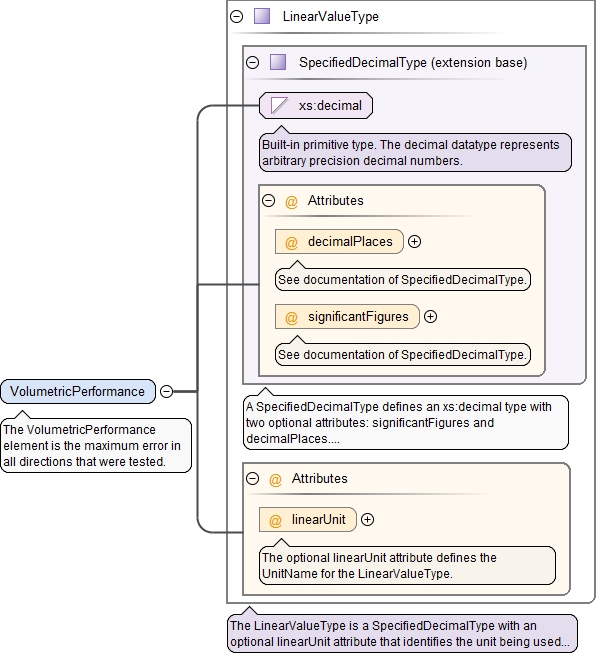 LinearValueType
SpecifiedDecimalType (extension base)
xs:decimal
Built-in primitive type. The decimal datatype represents
arbitrary precision decimal numbers.
@ Attributes
@ decimalPlaces
See documentation of SpecifiedDecimalType.
@ significantFigures
See documentation of SpecifiedDecimalType.
VolumetricPerformance
The VolumetricPerformance
element is the maximum error in
all directions that were tested.
A SpecifiedDecimalType defines an xs:decimal type with
two optional attributes: significantFigures and
decimalPlaces....
@ Attributes
@ linearUnit
The optional linearUnit attribute defines the
UnitName for the LinearValueType.
The LinearValueType is a SpecifiedDecimalType with an
optional linearUnit attribute that identifies the unit being used...